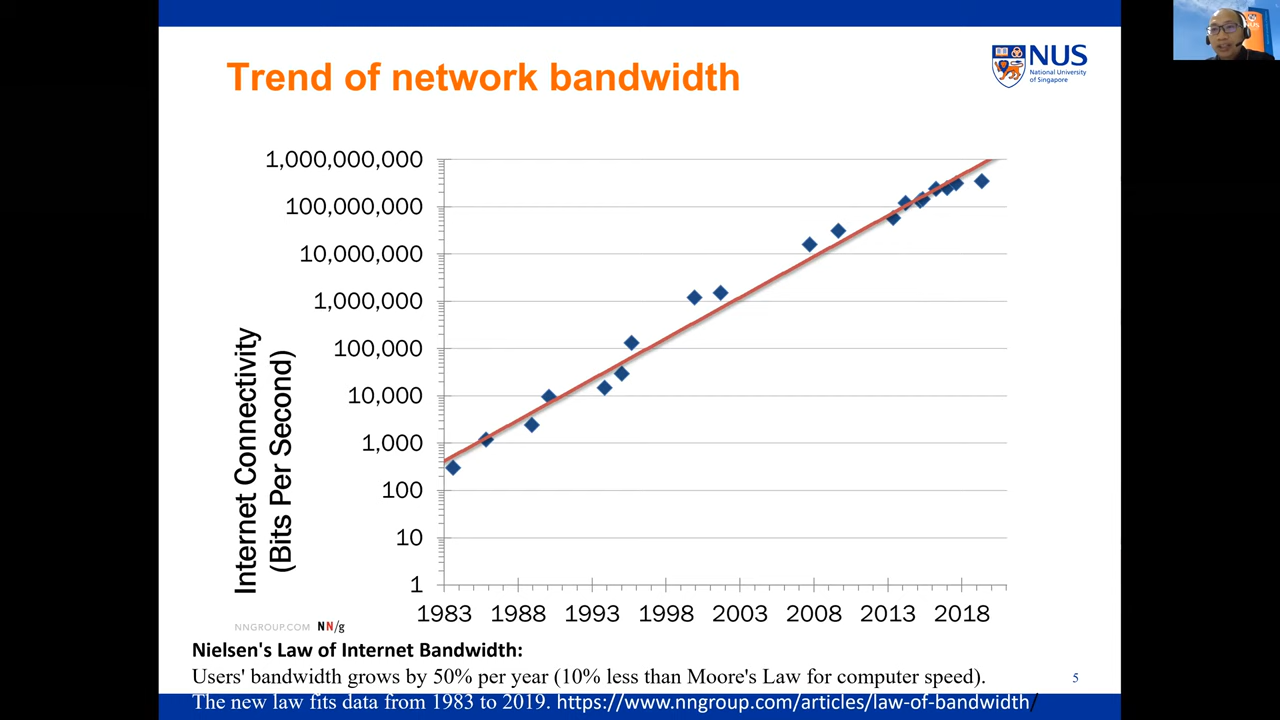 Trend of network bandwidth
NUS
National University
of Singapore
NUS
1,000,000,000
100,000,000
10,000,000
1,000,000
100,000
10,000
1,000
100
10
1
Internet Connectivity
(Bits Per Second)
1983 1988 1993 1998 2003 2008 2013 2018
NNGROUP.COM NN/g
Nielsen's Law of Internet Bandwidth:
Users' bandwidth grows by 50% per year (10% less than Moore's Law for computer speed).
5
The new law fits data from 1983 to 2019. https://www.nngroup.com/articles/law-of-bandwidth/